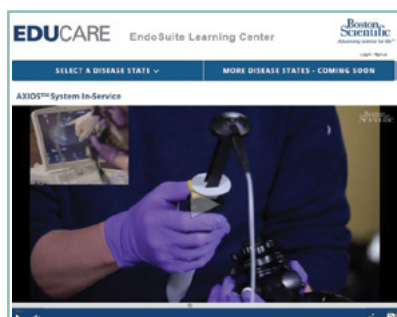 EDUCARE EndoSuite Learning Center
Boston
Scientific
Advancing science for life™
Login / Signup
SELECT A DISEASE STATE
MORE DISEASE STATES - COMING SOON
AXIOS™ System In-Service
Boston
Scientific